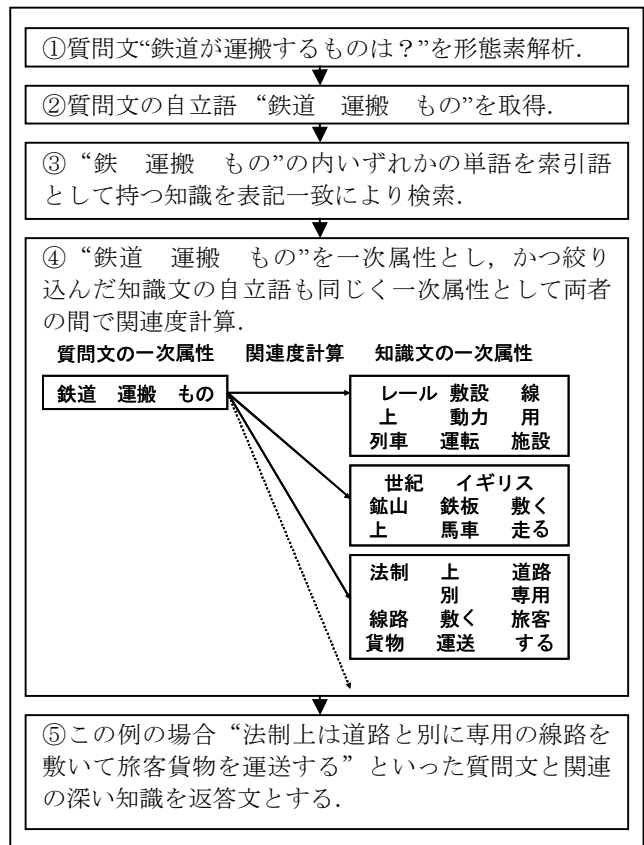 ①質問文“鉄道が運搬するものは？”を形態素解析．
②質問文の自立語 “鉄道　運搬　もの”を取得．
③“鉄　運搬　もの”の内いずれかの単語を索引語
として持つ知識を表記一致により検索．
④“鉄道　運搬　もの”を一次属性とし，かつ絞り
込んだ知識文の自立語も同じく一次属性として両者
の間で関連度計算．
質問文の一次属性　関連度計算　知識文の一次属性
鉄道　運搬　もの
レール　敷設　線
上　動力　用
列車　運転　施設
世紀　イギリス
鉱山　鉄板　敷く
上　馬車　走る
法制　上　道路
別　専用
線路　敷く　旅客
貨物　運送　する
⑤この例の場合“法制上は道路と別に専用の線路を
敷いて旅客貨物を運送する”といった質問文と関連
の深い知識を返答文とする．